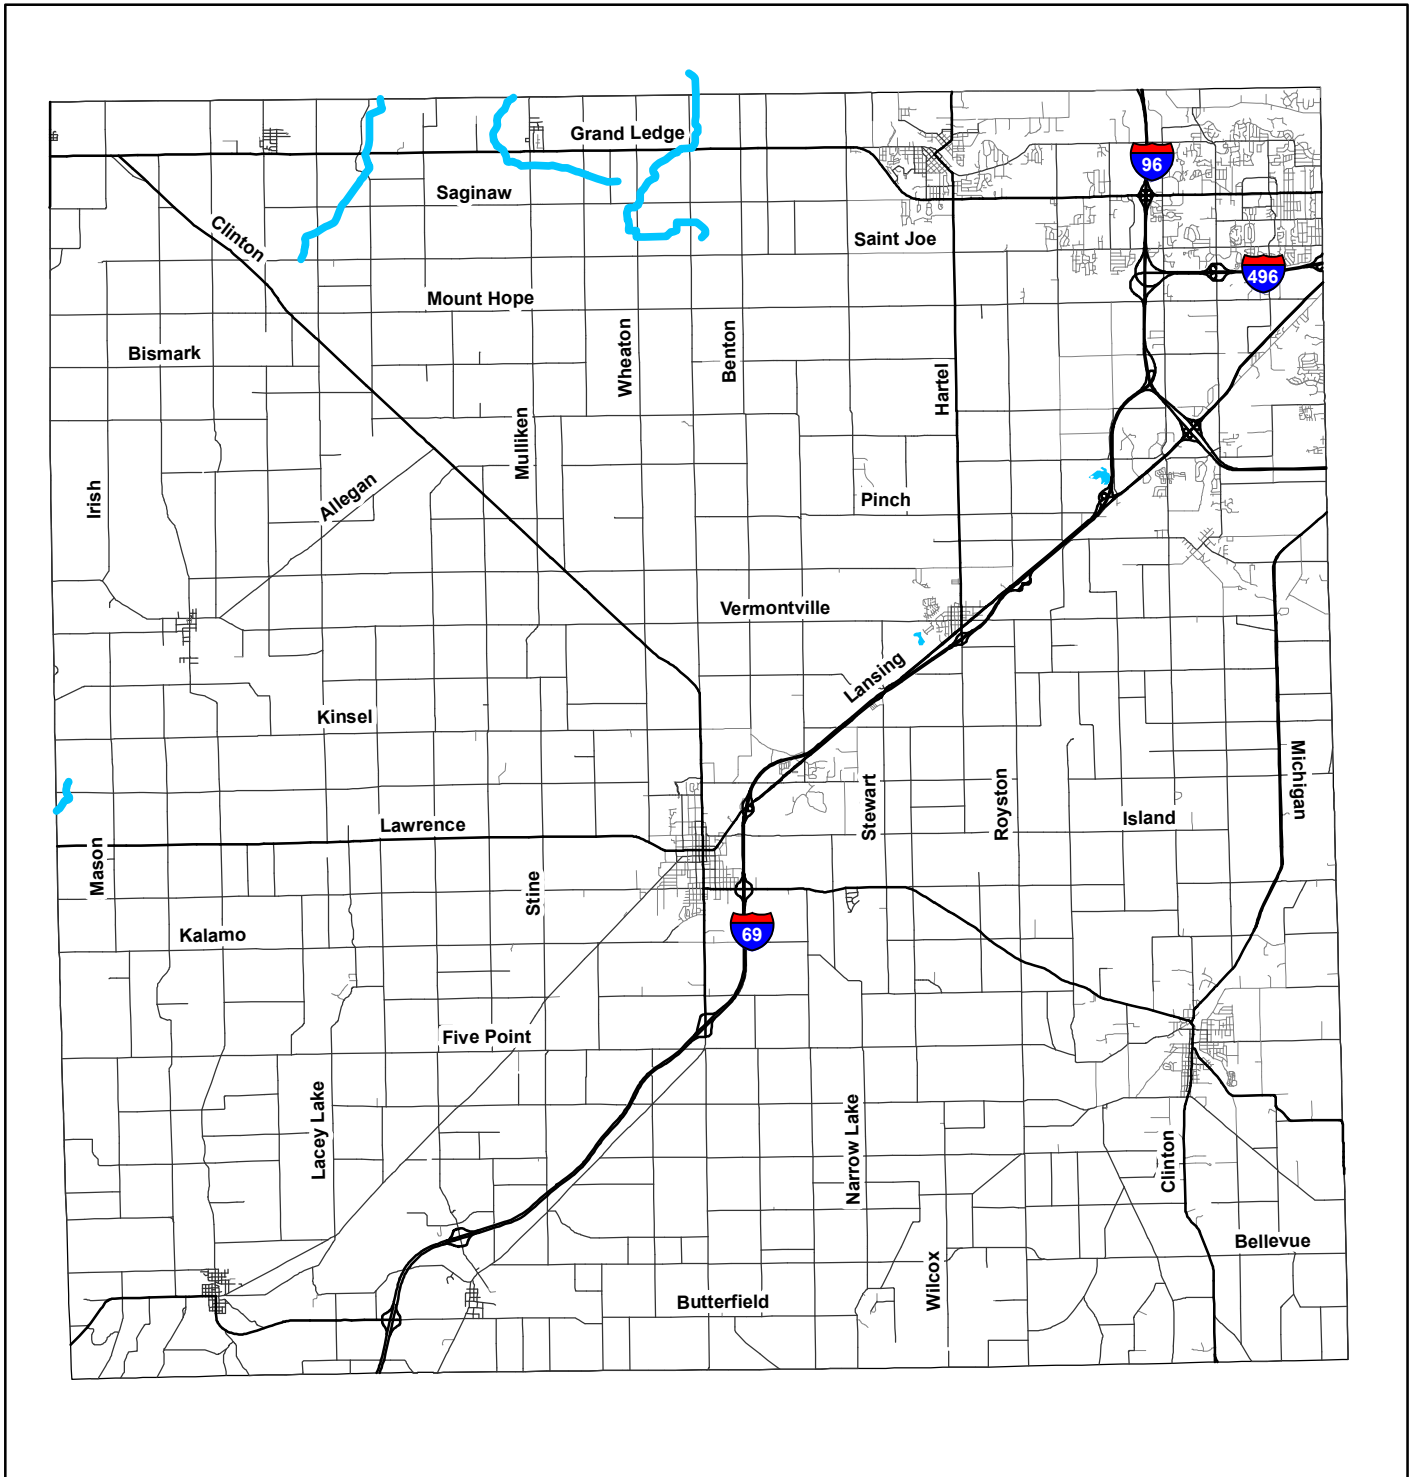 Grand Ledge
96
Saginaw
Clinton
Saint Joe
496
Mount Hope
Bismark
Wheaton
Benton
Hartel
Mulliken
Irish
Allegan
Pinch
Vermontville
Lansing
Kinsel
Michigan
Stewart
Royston
Island
Lawrence
Mason
Stine
Kalamo
69
Five Point
Lacey Lake
Narrow Lake
Clinton
Bellevue
Wilcox
Butterfield